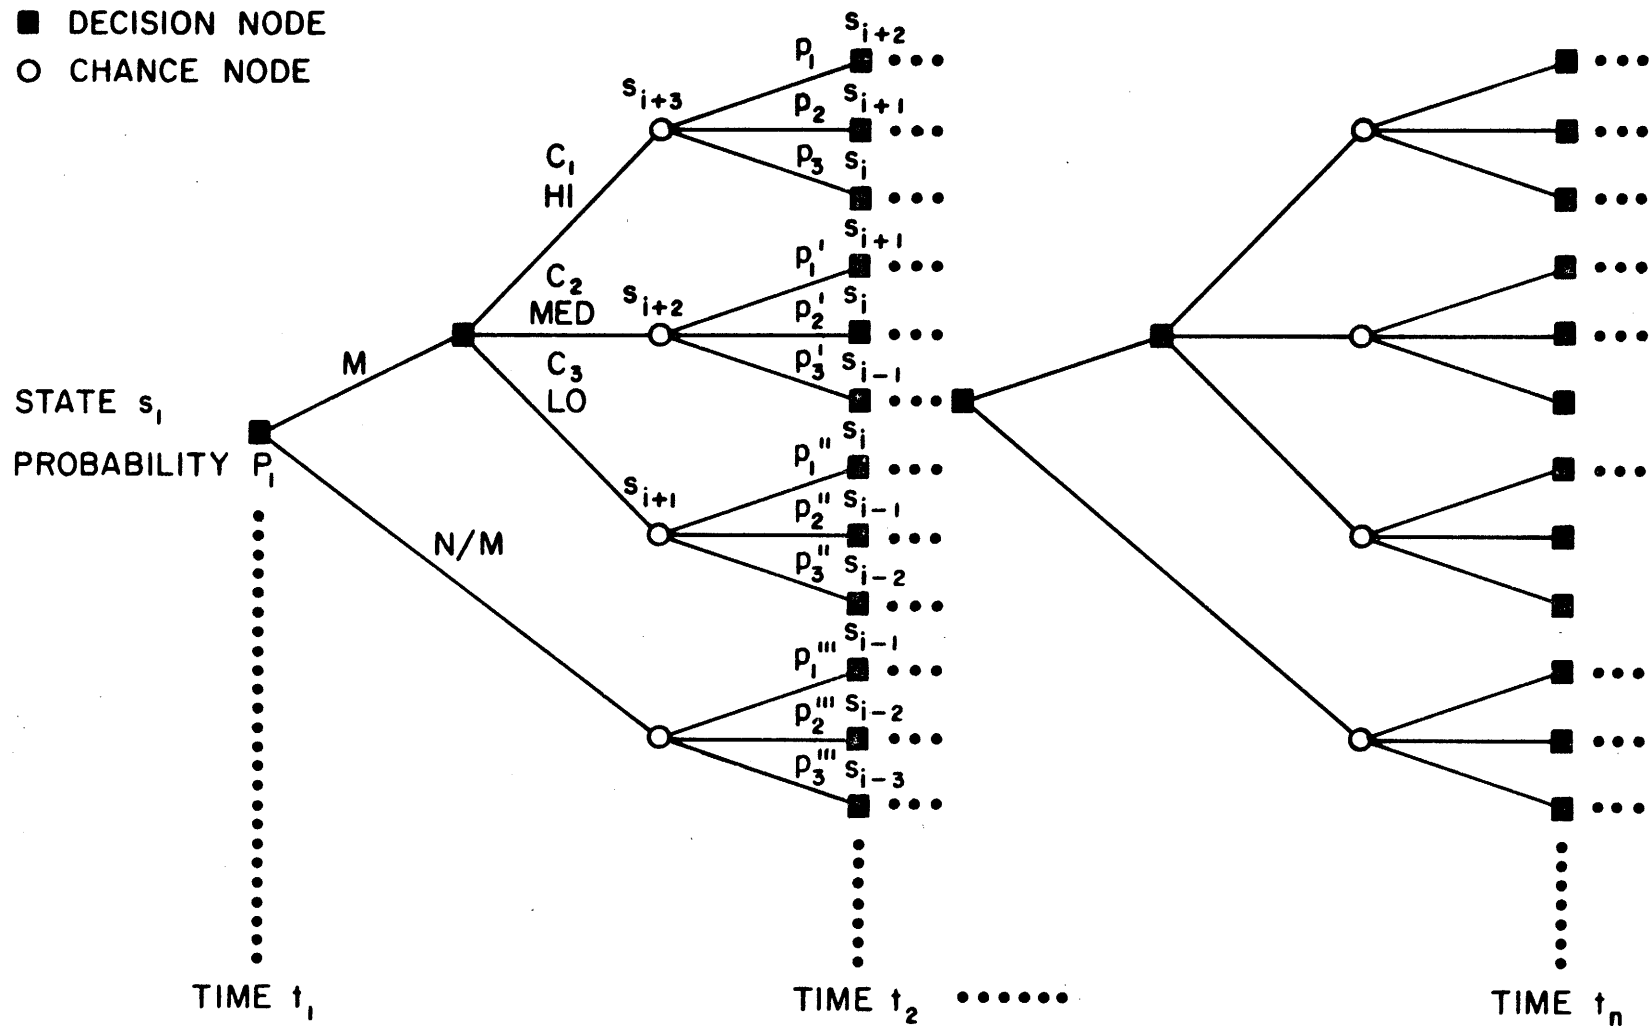 ■ DECISION NODE
○ CHANCE NODE
s_{i+2}
p_1
s_{i+3}
p_2 s_{i+1}
p_3 s_i
C_1
HI
s_{i+1}
p_1'
C_2
MED
s_{i+2}
p_2' s_i
p_3' s_{i-1}
M
C_3
LO
STATE s_1
PROBABILITY P_1
s_i
p_1''
s_{i+1}
p_2'' s_{i-1}
p_3'' s_{i-2}
N/M
s_{i-1}
p_1'''
p_2''' s_{i-2}
p_3''' s_{i-3}
TIME t_1 TIME t_2 •••••• TIME t_n